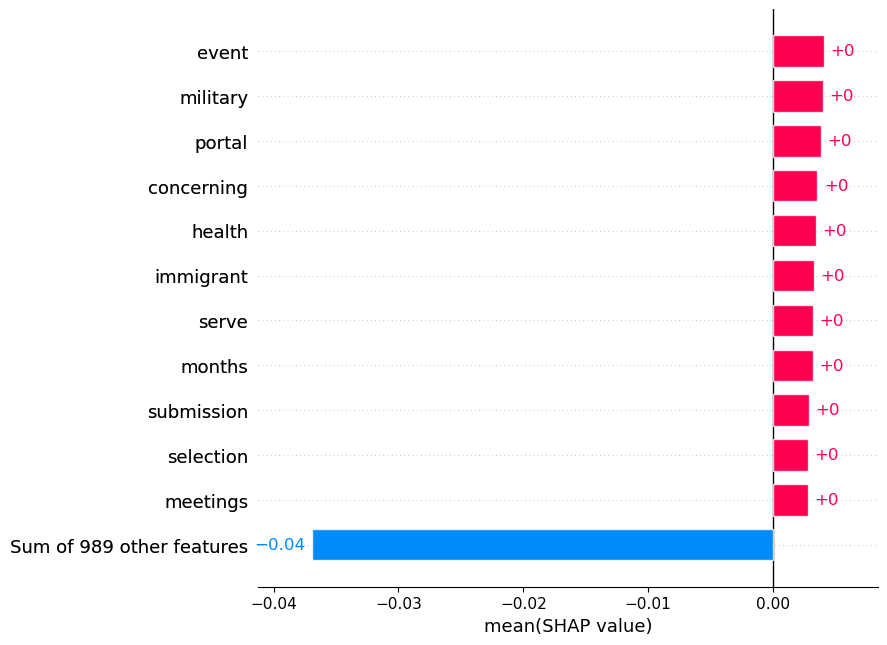 event +0
military +0
portal +0
concerning +0
health +0
immigrant +0
serve +0
months +0
submission +0
selection +0
meetings +0
Sum of 989 other features −0.04
−0.04 −0.03 −0.02 −0.01 0.00
mean(SHAP value)